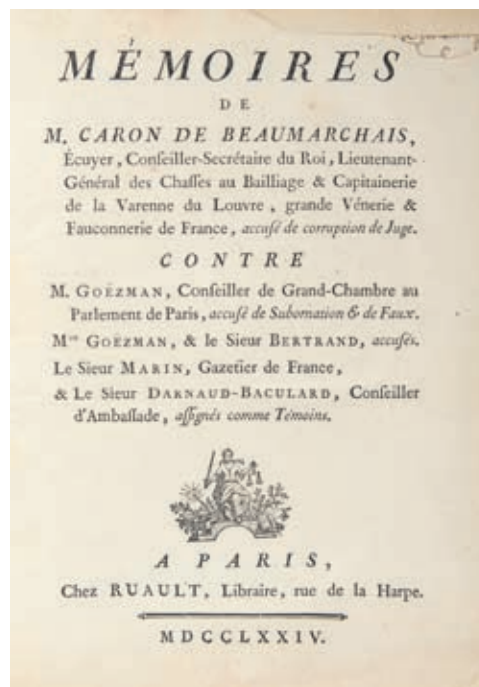 MÉMOIRES
DE
M. CARON DE BEAUMARCHAIS,
Écuyer, Conſeiller-Secrétaire du Roi, Lieutenant-
Général des Chaſſes au Bailliage & Capitainerie
de la Varenne du Louvre, grande Vénerie &
Fauconnerie de France, accuſé de corruption de Juge.
CONTRE
M. GOËZMAN, Conſeiller de Grand-Chambre au
Parlement de Paris, accuſé de Subornation & de Faux.
Mme GOËZMAN, & le Sieur BERTRAND, accuſés.
Le Sieur MARIN, Gazetier de France,
& Le Sieur DARNAUD-BACULARD, Conſeiller
d'Ambaſſade, aſſignés comme Témoins.
A PARIS,
Chez RUAULT, Libraire, rue de la Harpe.
MDCCLXXIV.